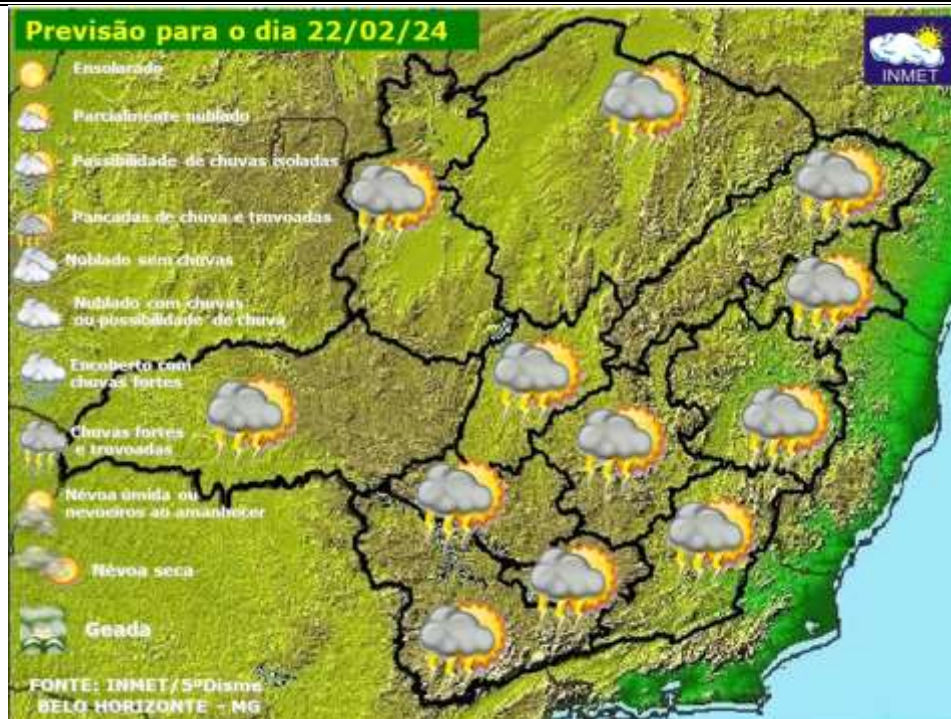 Previsão para o dia 22/02/24
INMET
Ensolarado
Parcialmente nublado
Possibilidade de chuvas isoladas
Pancadas de chuva e trovoadas
Nublado sem chuvas
Nublado com chuvas
ou possibilidade de chuva
Encoberto com
chuvas fortes
Chuvas fortes
e trovoadas
Névoa úmida ou
nevoeiros ao amanhecer
Névoa seca
Geada
FONTE: INMET/5ºDisme
BELO HORIZONTE - MG